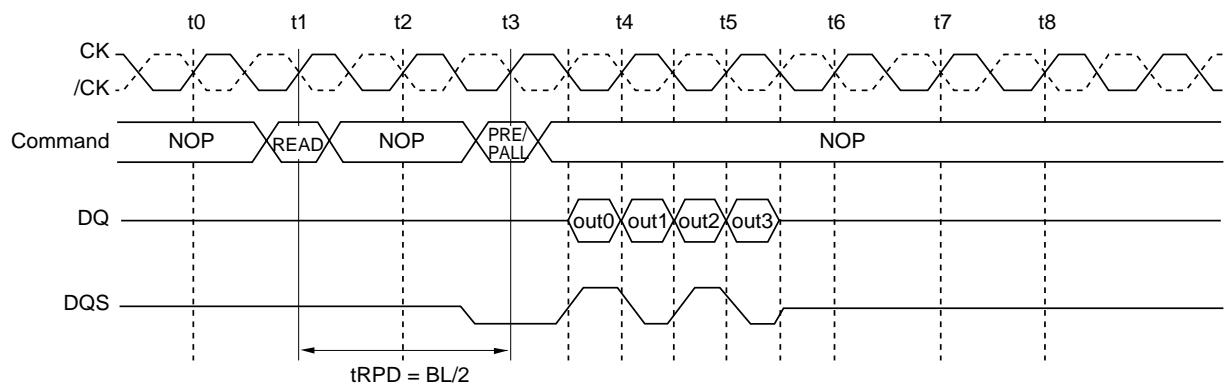 t0 t1 t2 t3 t4 t5 t6 t7 t8
CK
/CK
Command NOP READ NOP PRE/ NOP
PALL
DQ out0 out1 out2 out3
DQS
tRPD = BL/2